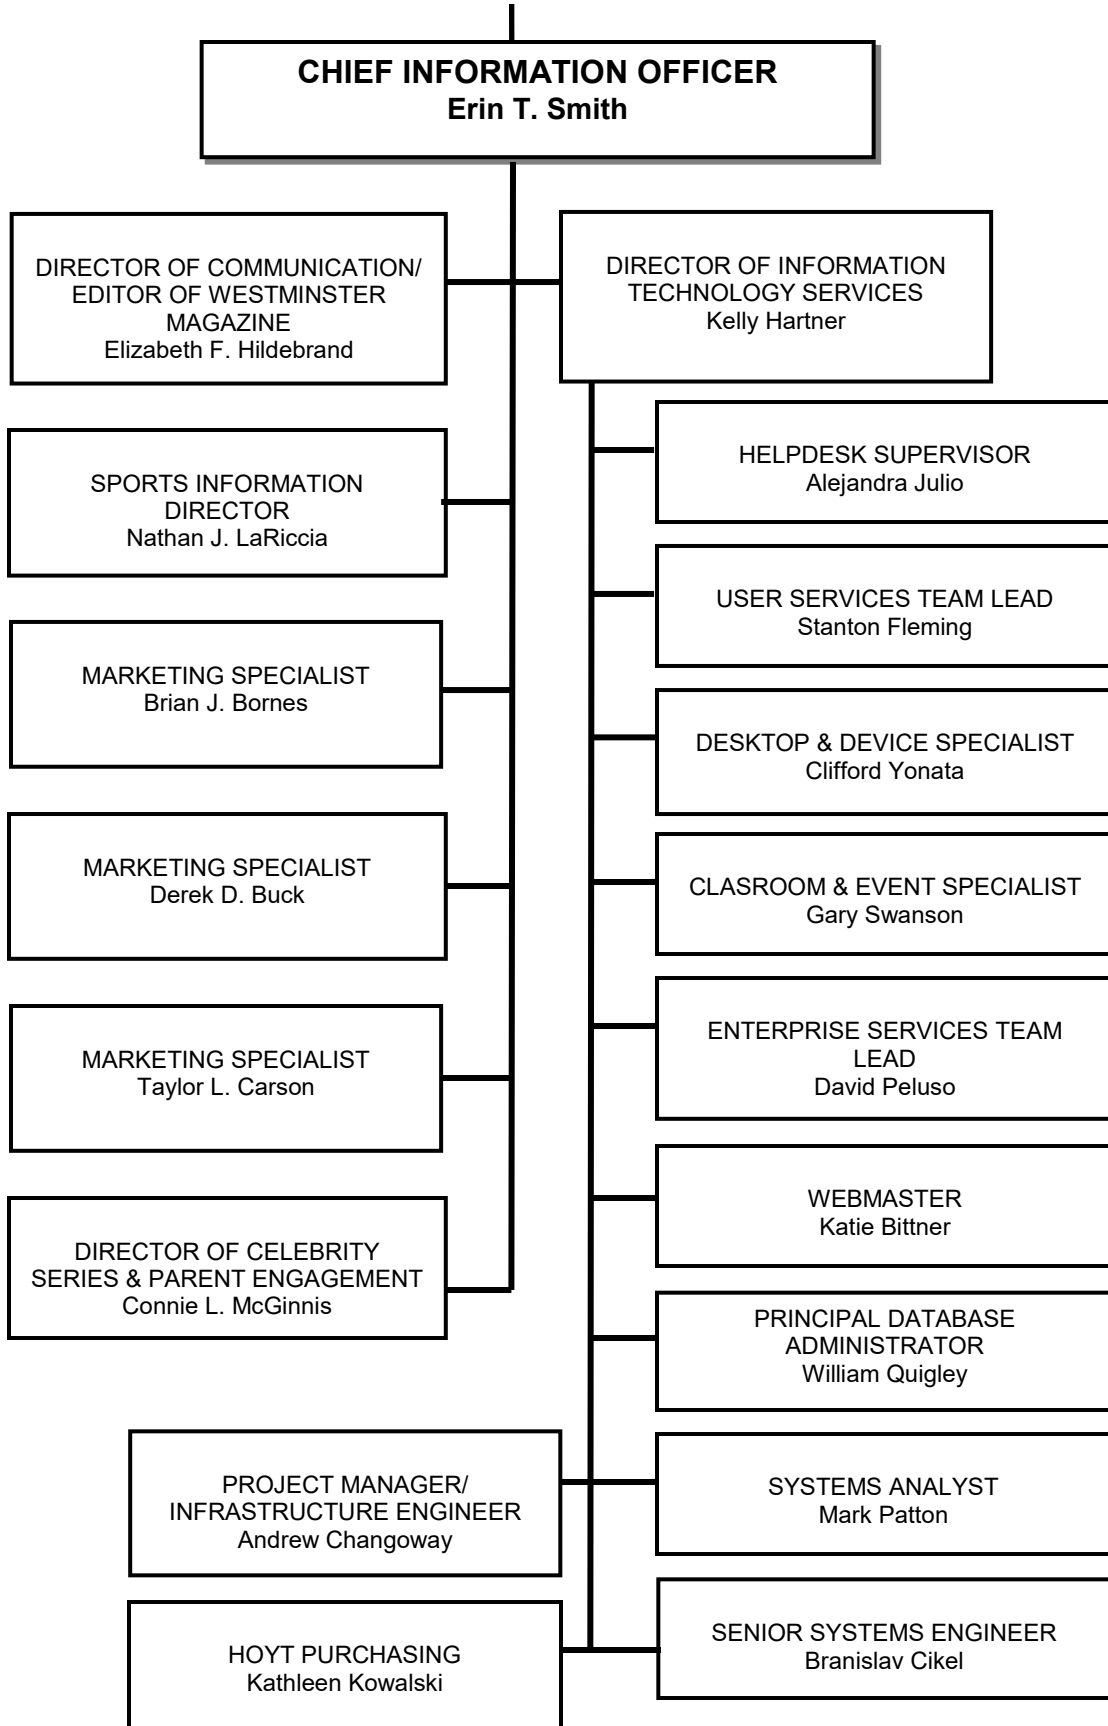 CHIEF INFORMATION OFFICER
Erin T. Smith
DIRECTOR OF COMMUNICATION/
EDITOR OF WESTMINSTER
MAGAZINE
Elizabeth F. Hildebrand
DIRECTOR OF INFORMATION
TECHNOLOGY SERVICES
Kelly Hartner
SPORTS INFORMATION
DIRECTOR
Nathan J. LaRiccia
MARKETING SPECIALIST
Brian J. Bornes
MARKETING SPECIALIST
Derek D. Buck
MARKETING SPECIALIST
Taylor L. Carson
DIRECTOR OF CELEBRITY
SERIES & PARENT ENGAGEMENT
Connie L. McGinnis
HELPDESK SUPERVISOR
Alejandra Julio
USER SERVICES TEAM LEAD
Stanton Fleming
DESKTOP & DEVICE SPECIALIST
Clifford Yonata
CLASROOM & EVENT SPECIALIST
Gary Swanson
ENTERPRISE SERVICES TEAM
LEAD
David Peluso
WEBMASTER
Katie Bittner
PRINCIPAL DATABASE
ADMINISTRATOR
William Quigley
PROJECT MANAGER/
INFRASTRUCTURE ENGINEER
Andrew Changoway
SYSTEMS ANALYST
Mark Patton
HOYT PURCHASING
Kathleen Kowalski
SENIOR SYSTEMS ENGINEER
Branislav Cikel